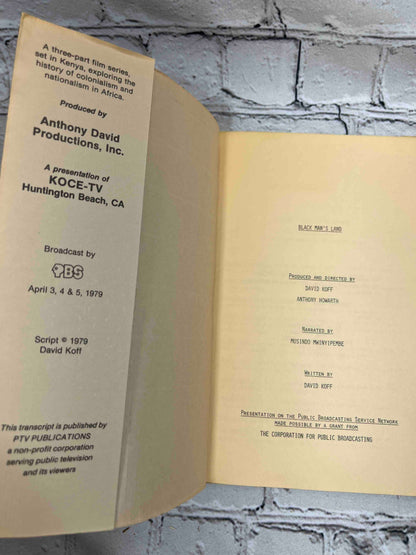 A three-part film series,
set in Kenya, exploring the
history of colonialism and
nationalism in Africa.
Produced by
Anthony David
Productions, Inc.
A presentation of
KOCE-TV
Huntington Beach, CA
Broadcast by
PBS
April 3, 4 & 5, 1979
Script © 1979
David Koff
This transcript is published by
PTV PUBLICATIONS
a non-profit corporation
serving public television
and its viewers
BLACK MAN'S LAND
PRODUCED AND DIRECTED BY
DAVID KOFF
ANTHONY HOWARTH
NARRATED BY
MUSINDO MWINYIPEMBE
WRITTEN BY
DAVID KOFF
PRESENTATION ON THE PUBLIC BROADCASTING SERVICE NETWORK
MADE POSSIBLE BY A GRANT FROM
THE CORPORATION FOR PUBLIC BROADCASTING